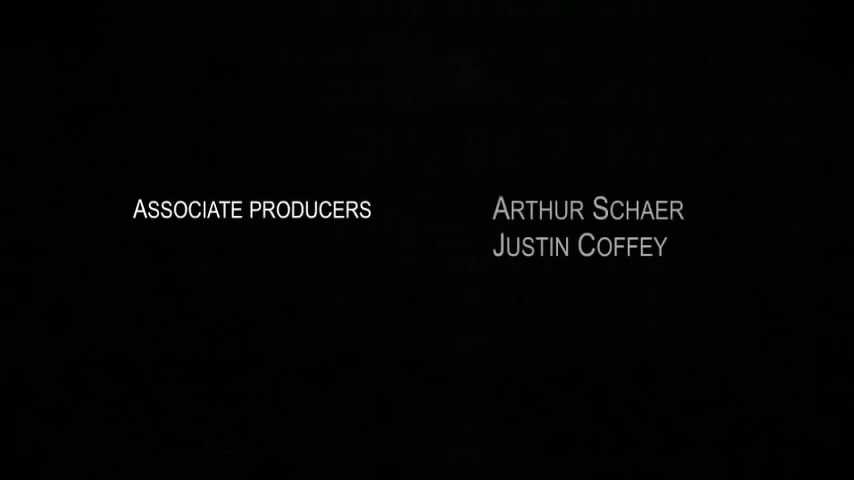 ASSOCIATE PRODUCERS
ARTHUR SCHAER
JUSTIN COFFEY